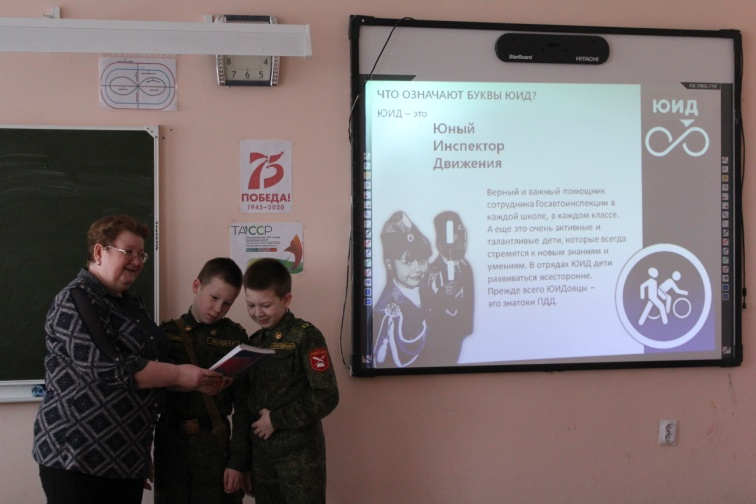 StarBoard HITACHI
ЧТО ОЗНАЧАЮТ БУКВЫ ЮИД?
ЮИД – это
Юный
Инспектор
Движения
Верный и важный помощник
сотрудника Госавтоинспекции в
каждой школе, в каждом классе.
А еще это очень активные и
талантливые дети, которые всегда
стремятся к новым знаниям и
умениям. В отрядах ЮИД дети
развиваться всесторонне.
Прежде всего ЮИДовцы –
это знатоки ПДД.
ЮИД
75
ПОБЕДА!
1945–2020
ТАССР